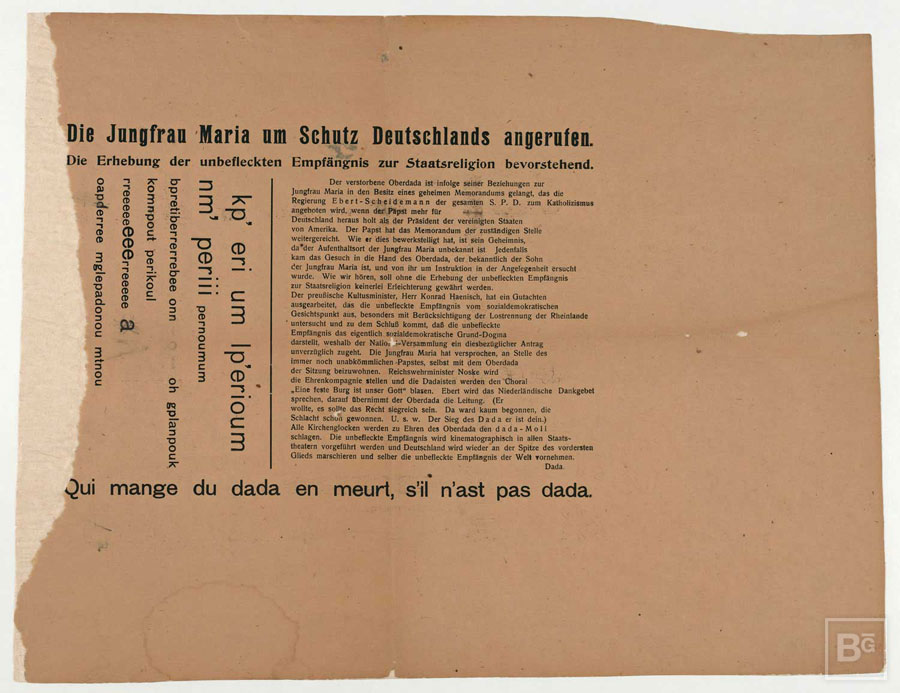 Die Jungfrau Maria um Schutz Deutschlands angerufen.
Die Erhebung der unbefleckten Empfängnis zur Staatsreligion bevorstehend.
kp' eri um lp'erioum
nm' periii pernoumum
bpretiberrerrebee onn o— oh gplanpouk
komnpout perikoul
rreeeeeeeeerreeeeee a
oapderree mglepadonou mtnou
Der verstorbene Oberdada ist infolge seiner Beziehungen zur
Jungfrau Maria in den Besitz eines geheimen Memorandums gelangt, das die
Regierung Ebert-Scheidemann der gesamten S. P. D. zum Katholizismus
angehoten wird, wenn der Papst mehr für
Deutschland heraus holt als der Präsident der vereinigten Staaten
von Amerika. Der Papst hat das Memorandum der zuständigen Stelle
weitergereicht. Wie er dies bewerkstelligt hat, ist sein Geheimnis,
da der Aufenthaltsort der Jungfrau Maria unbekannt ist Jedenfalls
kam das Gesuch in die Hand des Oberdada, der bekanntlich der Sohn
der Jungfrau Maria ist, und von ihr um Instruktion in der Angelegenheit ersucht
wurde. Wie wir hören, soll ohne die Erhebung der unbefleckten Empfängnis
zur Staatsreligion keinerlei Erleichterung gewährt werden.
Der preußische Kultusminister, Herr Konrad Haenisch, hat ein Gutachten
ausgearbeitet, das die unbefleckte Empfängnis vom sozialdemokratischen
Gesichtspunkt aus, besonders mit Berücksichtigung der Lostrennung der Rheinlande
untersucht und zu dem Schluß kommt, daß die unbefleckte
Empfängnis das eigentlich sozialdemokratische Grund-Dogma
darstellt, weshalb der National-Versammlung ein diesbezüglicher Antrag
unverzüglich zugeht. Die Jungfrau Maria hat versprochen, an Stelle des
immer noch unabkömmlichen Papstes, selbst mit dem Oberdada
der Sitzung beizuwohnen. Reichswehrminister Noske wird
die Ehrenkompagnie stellen und die Dadaisten werden den Choral
„Eine feste Burg ist unser Gott" blasen. Ebert wird das Niederländische Dankgebet
sprechen, darauf übernimmt der Oberdada die Leitung. (Er
wollte, es sollte das Recht siegreich sein. Da ward kaum begonnen, die
Schlacht schon gewonnen. U. s. w. Der Sieg des Dada er ist dein.)
Alle Kirchenglocken werden zu Ehren des Oberdada den dada-Moll
schlagen. Die unbefleckte Empfängnis wird kinematographisch in allen Staats-
theatern vorgeführt werden und Deutschland wird wieder an der Spitze des vordersten
Glieds marschieren und selber die unbefleckte Empfängnis der Welt vornehmen.
Dada.
Qui mange du dada en meurt, s'il n'ast pas dada.
BG